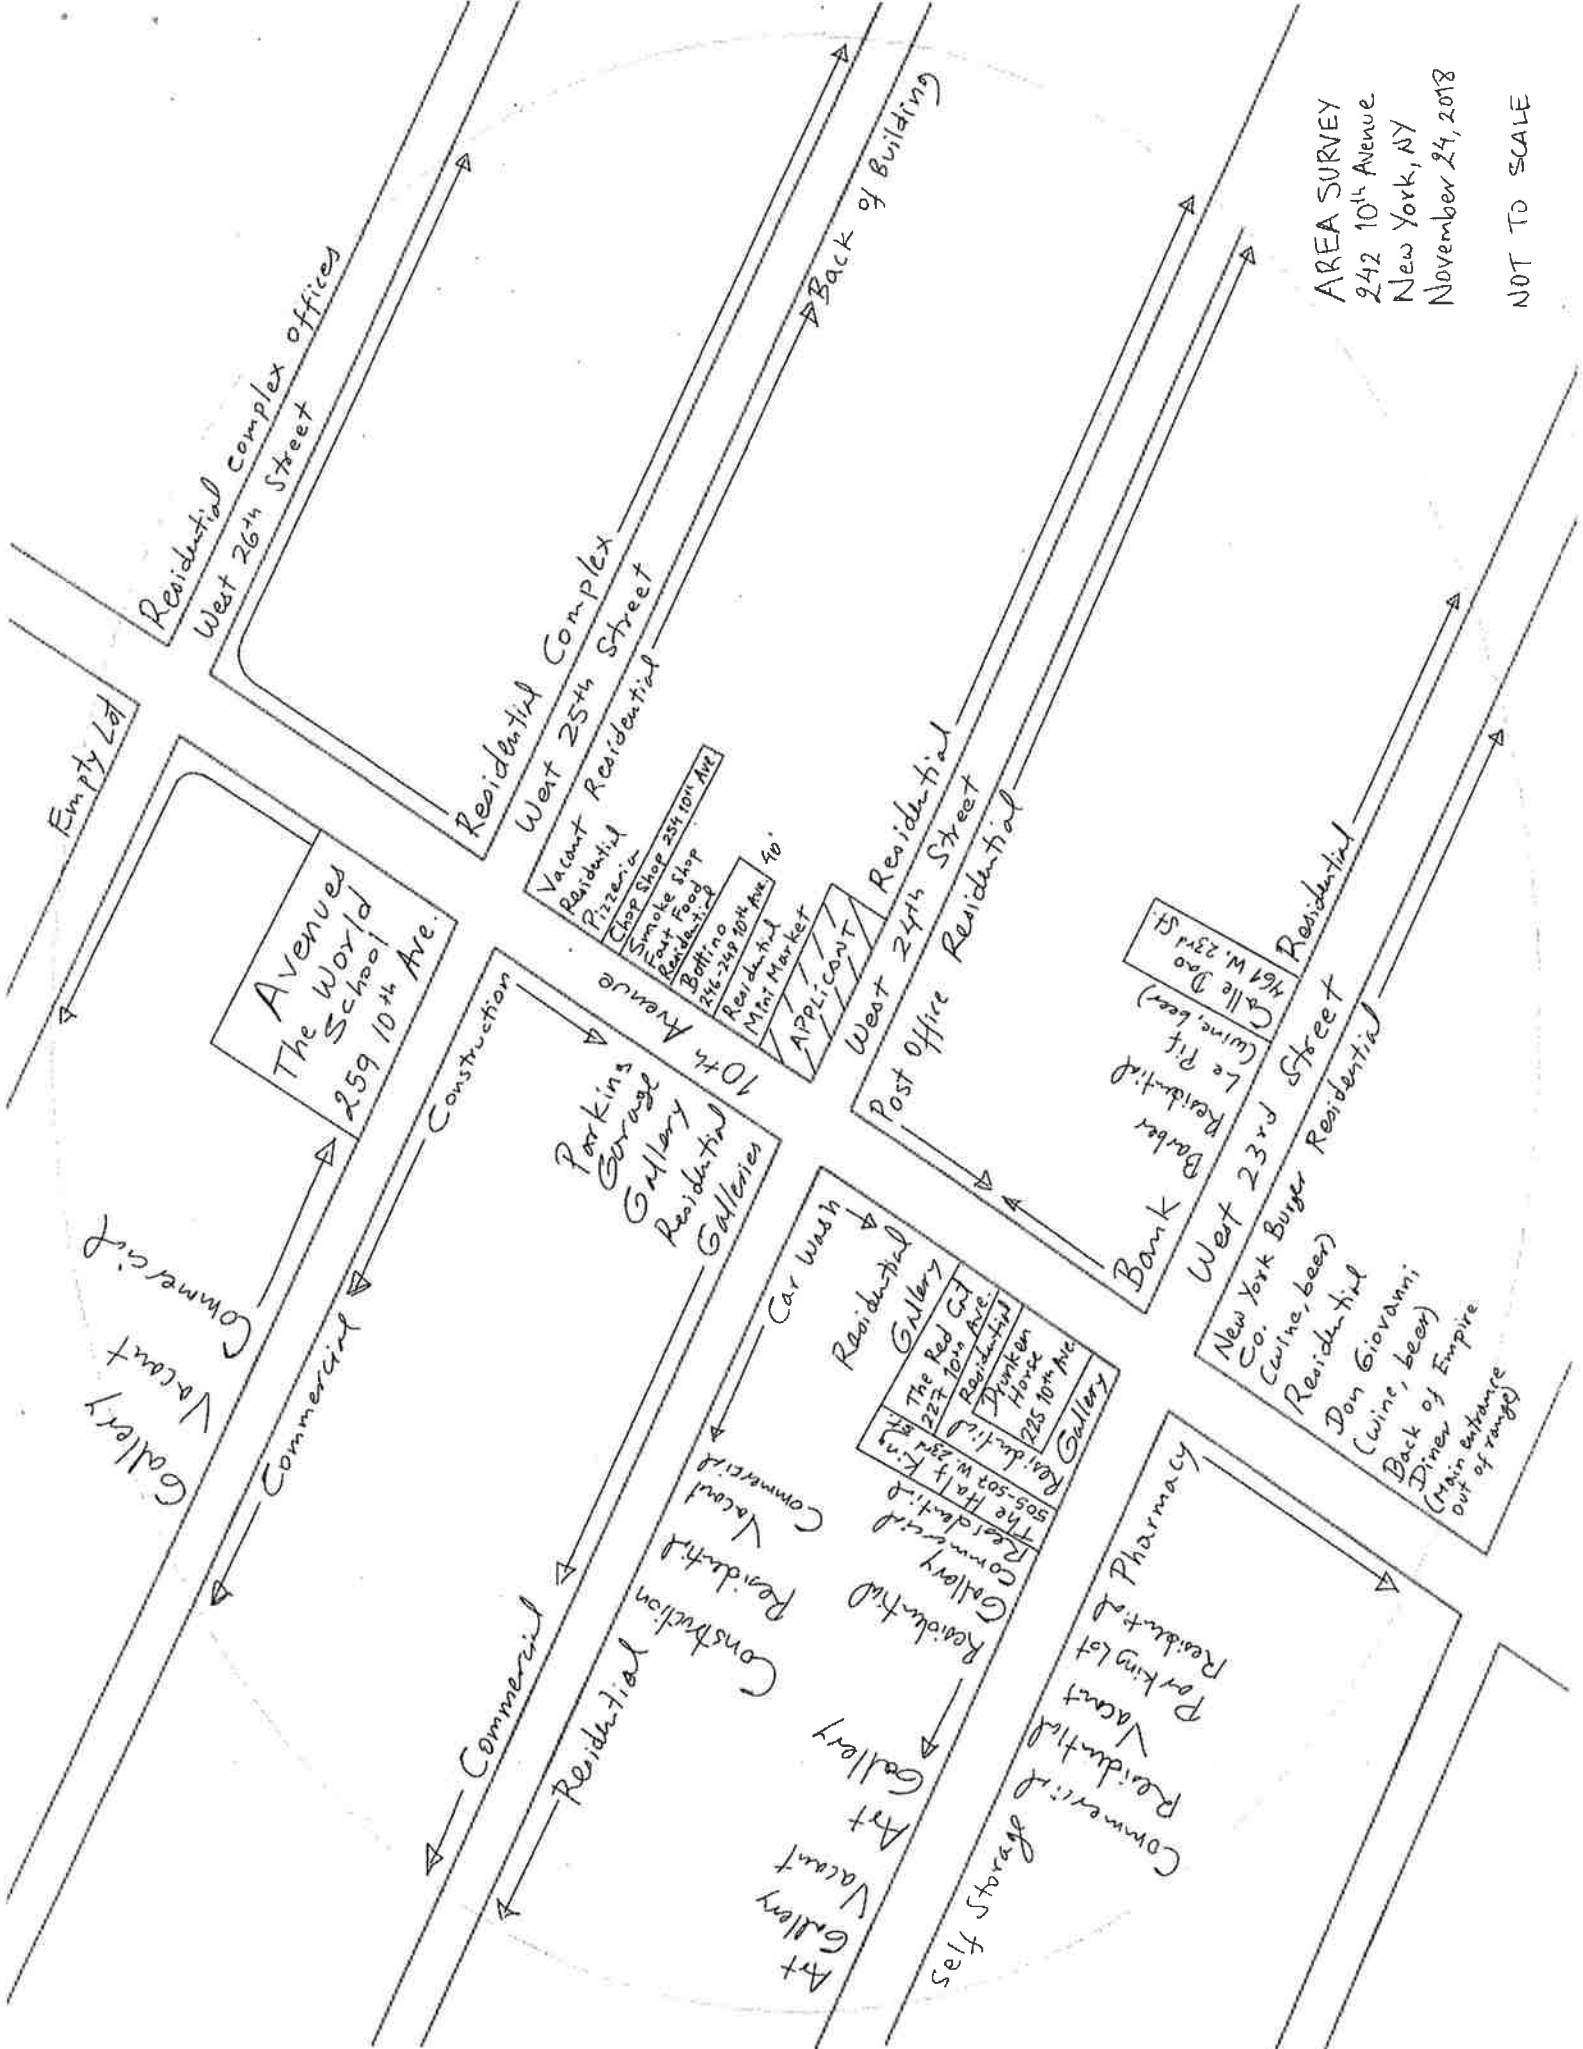 Empty Lot
Residential complex offices
West 26th Street
Avenues
The World
School
259 10th Ave.
Commercial
Vacant
Gallery
Commercial
Construction
Residential Complex
West 25th Street
Vacant Residential
Residential
Back of Building
Pizzeria
Chop Shop 254 10th Ave.
Smoke Shop
Fast Food
Residential
Bottino
246-248 10th Ave.
40'
Residential
Mini Market
APPLICANT
Residential
10th Avenue
Parking
Garage
Gallery
Residential
Galleries
Commercial
West 24th Street
Post Office Residential
Bank
Barber
Residential
Le Pif
(wine, beer)
Calle Dao
461 W. 23rd St.
Residential
Car Wash
Residential
Gallery
The Red Cat
227 10th Ave.
Residential
Drunken
Horse
225 10th Ave.
Gallery
Residential
The Half King
505-507 W. 23rd St.
Residential
Commercial
Gallery
Residential
Art Gallery
Vacant
Art Gallery
Residential
Construction
Residential
Vacant
Commercial
West 23rd Street
New York Burger Residential
Co.
(wine, beer)
Residential
Don Giovanni
(wine, beer)
Back of Empire
Diner
(Main entrance
out of range)
Pharmacy
Residential
Parking Lot
Vacant
Residential
Commercial
Self Storage
AREA SURVEY
242 10th Avenue
New York, NY
November 24, 2018
NOT TO SCALE